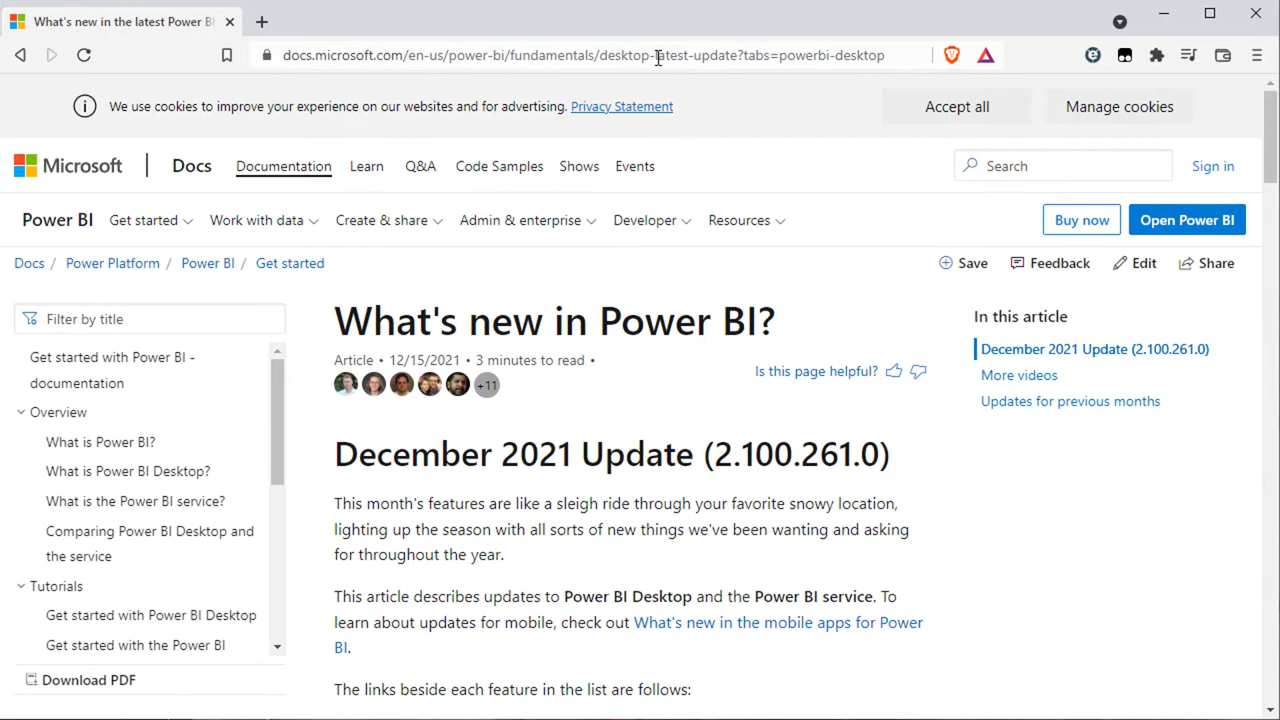 What's new in the latest Power BI
docs.microsoft.com/en-us/power-bi/fundamentals/desktop-latest-update?tabs=powerbi-desktop
We use cookies to improve your experience on our websites and for advertising. Privacy Statement
Accept all
Manage cookies
Microsoft
Docs
Documentation
Learn
Q&A
Code Samples
Shows
Events
Search
Sign in
Power BI
Get started
Work with data
Create & share
Admin & enterprise
Developer
Resources
Buy now
Open Power BI
Docs / Power Platform / Power BI / Get started
Save
Feedback
Edit
Share
Filter by title
Get started with Power BI -
documentation
Overview
What is Power BI?
What is Power BI Desktop?
What is the Power BI service?
Comparing Power BI Desktop and
the service
Tutorials
Get started with Power BI Desktop
Get started with the Power BI
Download PDF
What's new in Power BI?
Article • 12/15/2021 • 3 minutes to read •
+11
Is this page helpful?
December 2021 Update (2.100.261.0)
This month's features are like a sleigh ride through your favorite snowy location,
lighting up the season with all sorts of new things we've been wanting and asking
for throughout the year.
This article describes updates to Power BI Desktop and the Power BI service. To
learn about updates for mobile, check out What's new in the mobile apps for Power
BI.
The links beside each feature in the list are follows:
In this article
December 2021 Update (2.100.261.0)
More videos
Updates for previous months